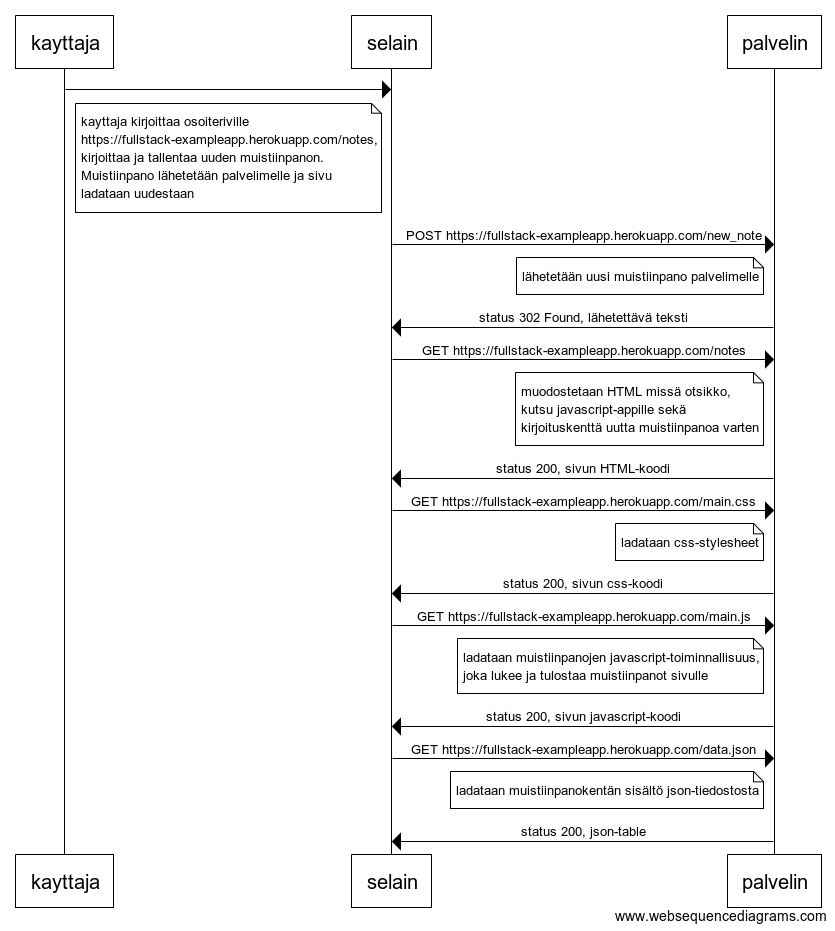 kayttaja
selain
palvelin
kayttaja kirjoittaa osoiteriville
https://fullstack-exampleapp.herokuapp.com/notes,
kirjoittaa ja tallentaa uuden muistiinpanon.
Muistiinpano lähetetään palvelimelle ja sivu
ladataan uudestaan
POST https://fullstack-exampleapp.herokuapp.com/new_note
lähetetään uusi muistiinpano palvelimelle
status 302 Found, lähetettävä teksti
GET https://fullstack-exampleapp.herokuapp.com/notes
muodostetaan HTML missä otsikko,
kutsu javascript-appille sekä
kirjoituskenttä uutta muistiinpanoa varten
status 200, sivun HTML-koodi
GET https://fullstack-exampleapp.herokuapp.com/main.css
ladataan css-stylesheet
status 200, sivun css-koodi
GET https://fullstack-exampleapp.herokuapp.com/main.js
ladataan muistiinpanojen javascript-toiminnallisuus,
joka lukee ja tulostaa muistiinpanot sivulle
status 200, sivun javascript-koodi
GET https://fullstack-exampleapp.herokuapp.com/data.json
ladataan muistiinpanokentän sisältö json-tiedostosta
status 200, json-table
kayttaja
selain
palvelin
www.websequencediagrams.com